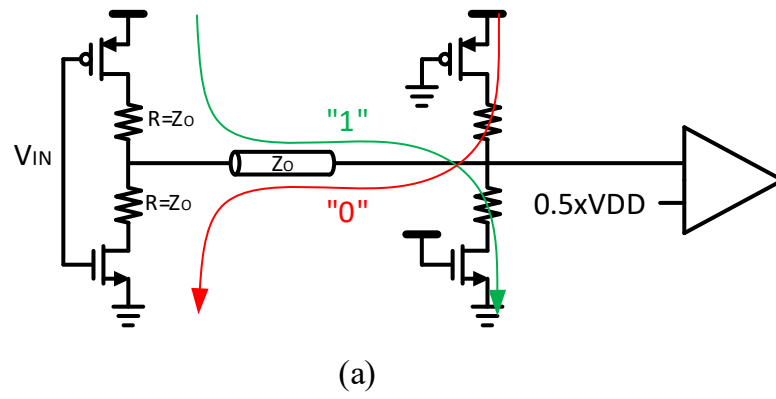 R=ZO
"1"
VIN
ZO
R=ZO
"0"
0.5xVDD
(a)